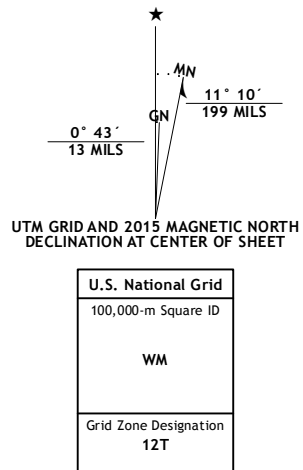 ★
MN
GN
11° 10´
199 MILS
0° 43´
13 MILS
UTM GRID AND 2015 MAGNETIC NORTH
DECLINATION AT CENTER OF SHEET
U.S. National Grid
100,000-m Square ID
WM
Grid Zone Designation
12T